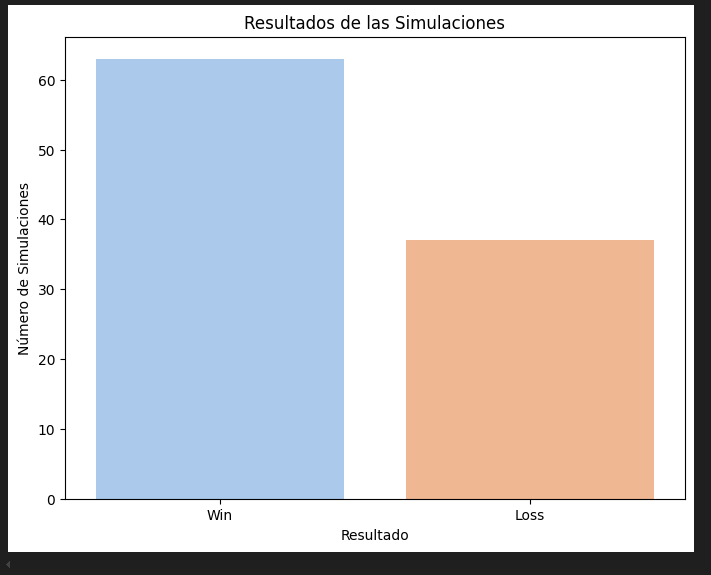 Resultados de las Simulaciones
Número de Simulaciones
60
50
40
30
20
10
0
Win Loss
Resultado